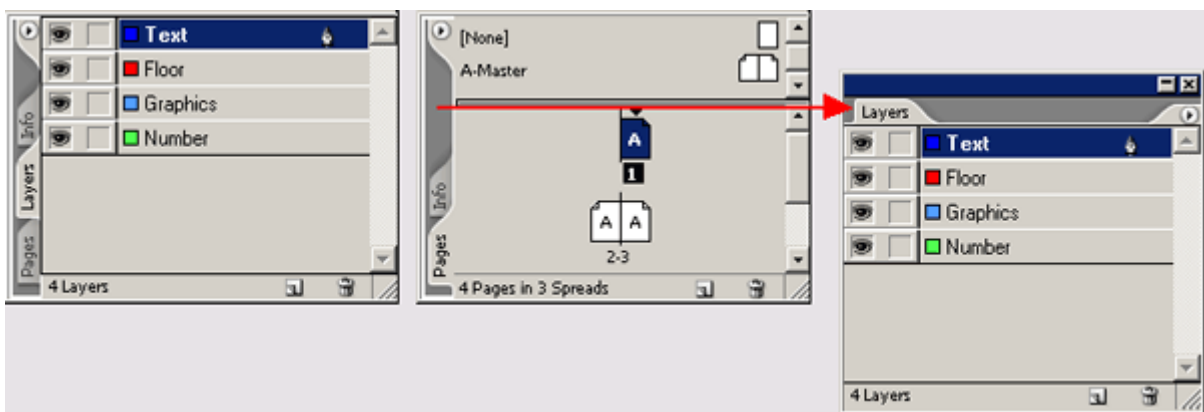 Text
Floor
Graphics
Number
Info
Layers
Pages
4 Layers
[None]
A-Master
A
1
A A
2-3
Info
Pages
4 Pages in 3 Spreads
Layers
Text
Floor
Graphics
Number
4 Layers